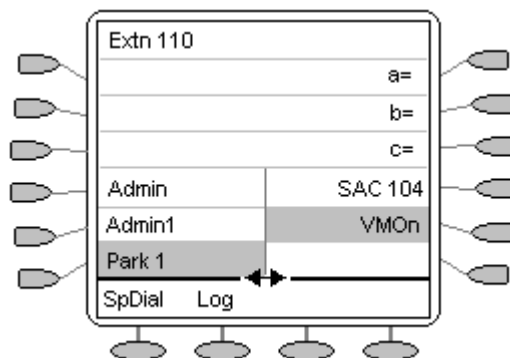 Extn 110
a=
b=
c=
Admin SAC 104
Admin1 VMOn
Park 1
SpDial Log